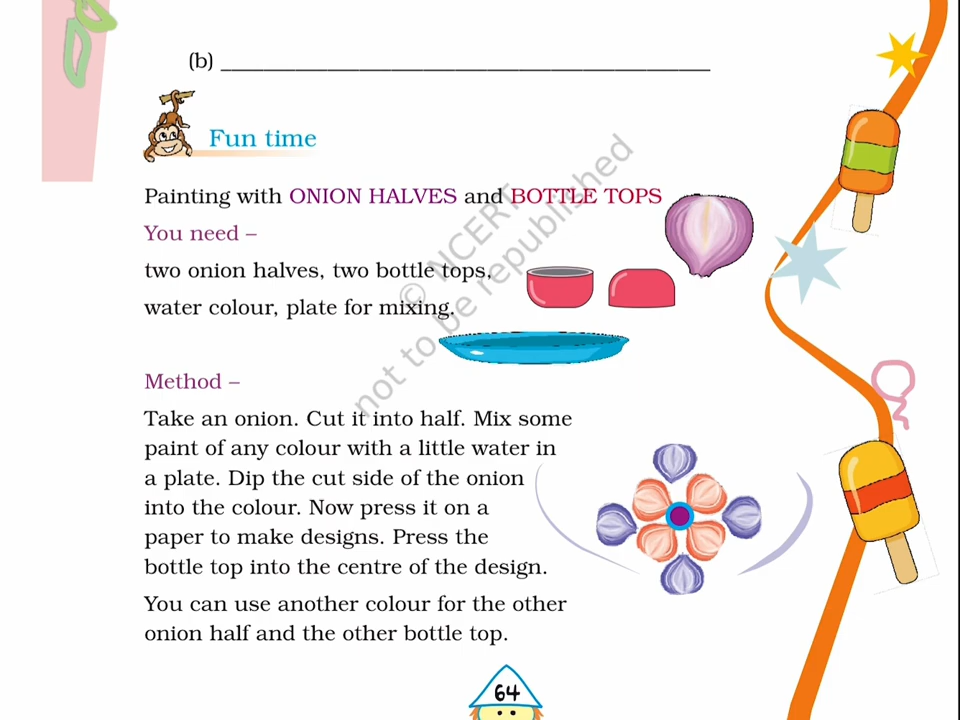 (b) ______________________________________________
Fun time
Painting with ONION HALVES and BOTTLE TOPS
You need –
two onion halves, two bottle tops,
water colour, plate for mixing.
© NCERT
not to be republished
Method –
Take an onion. Cut it into half. Mix some
paint of any colour with a little water in
a plate. Dip the cut side of the onion
into the colour. Now press it on a
paper to make designs. Press the
bottle top into the centre of the design.
You can use another colour for the other
onion half and the other bottle top.
64